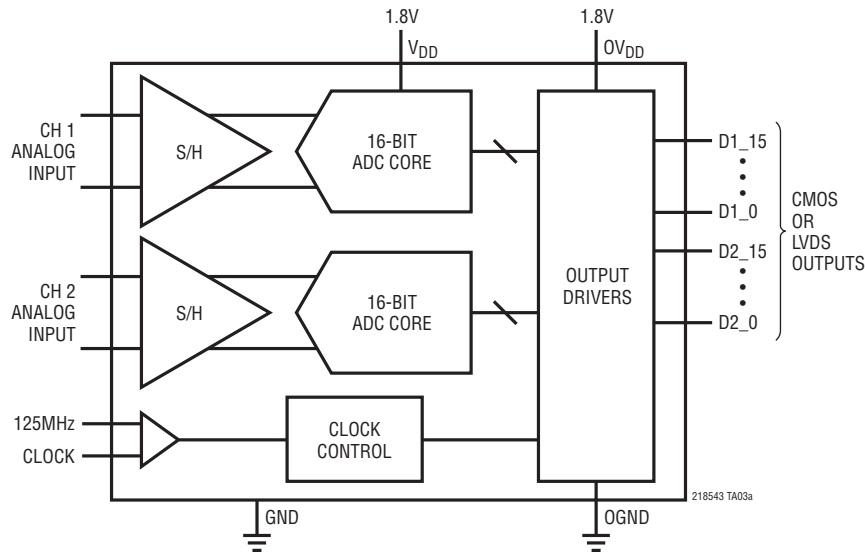 1.8V
1.8V
VDD
OVDD
CH 1
ANALOG
INPUT
S/H
16-BIT
ADC CORE
D1_15
D1_0
CH 2
ANALOG
INPUT
S/H
16-BIT
ADC CORE
OUTPUT
DRIVERS
D2_15
D2_0
CMOS
OR
LVDS
OUTPUTS
125MHz
CLOCK
CLOCK
CONTROL
GND
OGND
218543 TA03a